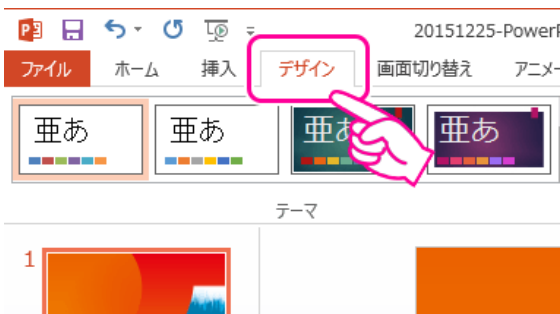 20151225-PowerP
ファイル ホーム 挿入 デザイン 画面切り替え アニメー
亜あ 亜あ 亜あ 亜あ
テーマ
1